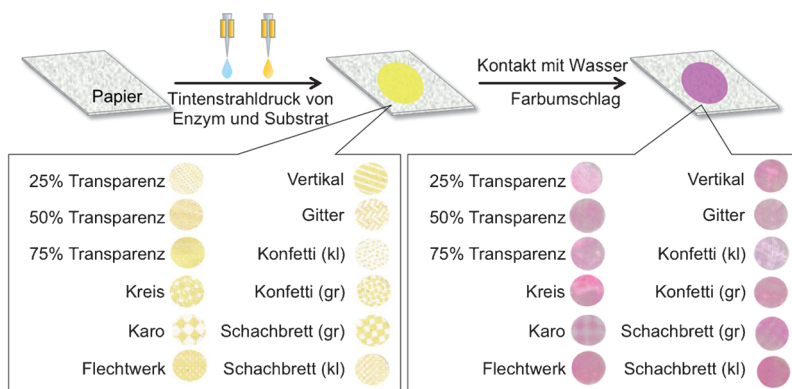 Papier
Tintenstrahldruck von
Enzym und Substrat
Kontakt mit Wasser
Farbumschlag
25% Transparenz
50% Transparenz
75% Transparenz
Kreis
Karo
Flechtwerk
Vertikal
Gitter
Konfetti (kl)
Konfetti (gr)
Schachbrett (gr)
Schachbrett (kl)
25% Transparenz
50% Transparenz
75% Transparenz
Kreis
Karo
Flechtwerk
Vertikal
Gitter
Konfetti (kl)
Konfetti (gr)
Schachbrett (gr)
Schachbrett (kl)